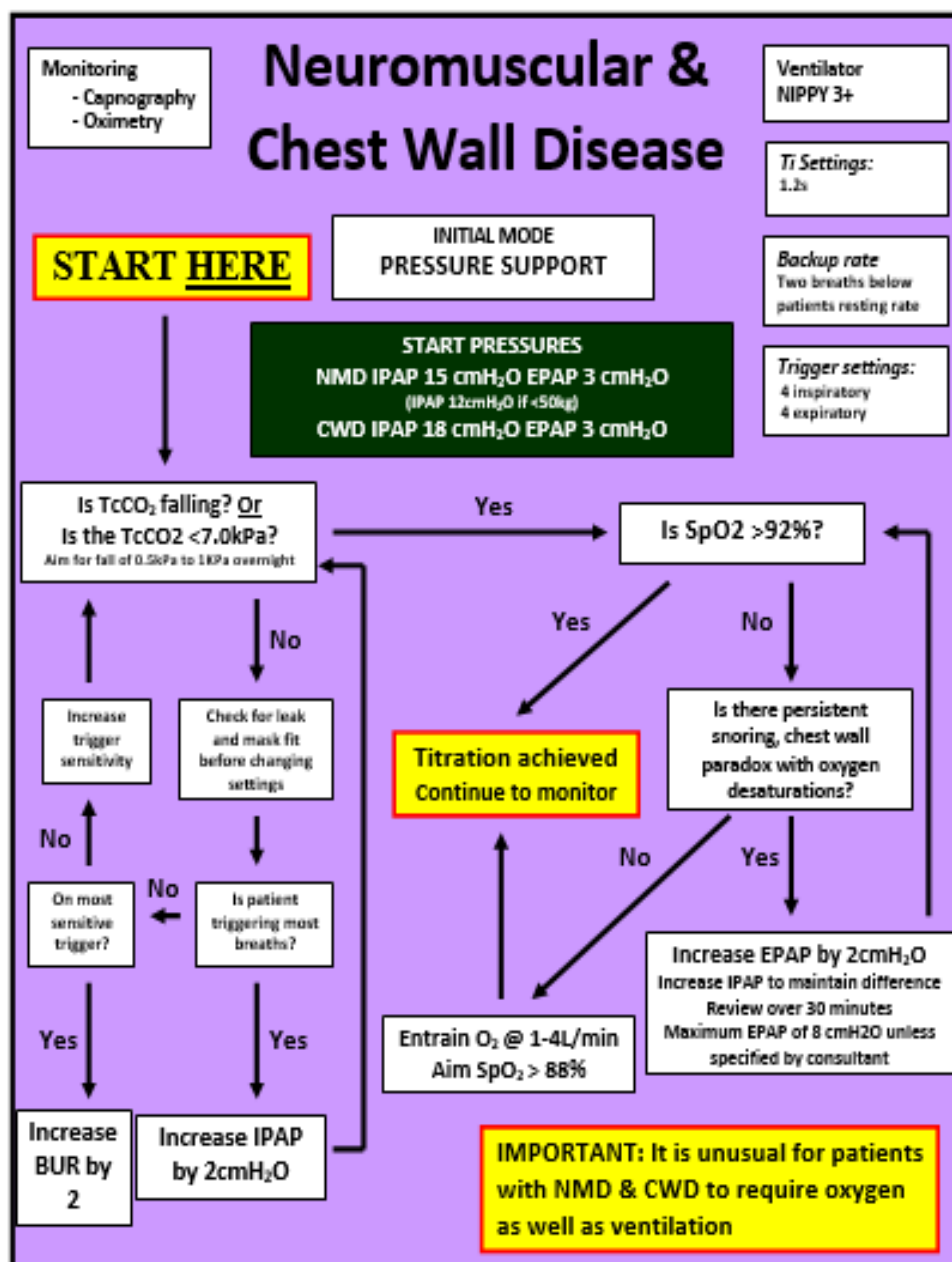 Monitoring
- Capnography
- Oximetry
Neuromuscular &
Chest Wall Disease
Ventilator
NIPPY 3+
Ti Settings:
1.2s
Backup rate
Two breaths below
patients resting rate
Trigger settings:
4 inspiratory
4 expiratory
START HERE
INITIAL MODE
PRESSURE SUPPORT
START PRESSURES
NMD IPAP 15 cmH₂O EPAP 3 cmH₂O
(IPAP 12cmH₂O if <50kg)
CWD IPAP 18 cmH₂O EPAP 3 cmH₂O
Is TcCO₂ falling? Or
Is the TcCO2 <7.0kPa?
Aim for fall of 0.5kPa to 1KPa overnight
Yes
Is SpO2 >92%?
No
Yes
No
Increase
trigger
sensitivity
Check for leak
and mask fit
before changing
settings
Titration achieved
Continue to monitor
Is there persistent
snoring, chest wall
paradox with oxygen
desaturations?
No
No
On most
sensitive
trigger?
Is patient
triggering most
breaths?
No
Yes
Yes
Yes
Increase EPAP by 2cmH₂O
Increase IPAP to maintain difference
Review over 30 minutes
Maximum EPAP of 8 cmH2O unless
specified by consultant
Entrain O₂ @ 1-4L/min
Aim SpO₂ > 88%
Increase
BUR by
2
Increase IPAP
by 2cmH₂O
IMPORTANT: It is unusual for patients
with NMD & CWD to require oxygen
as well as ventilation